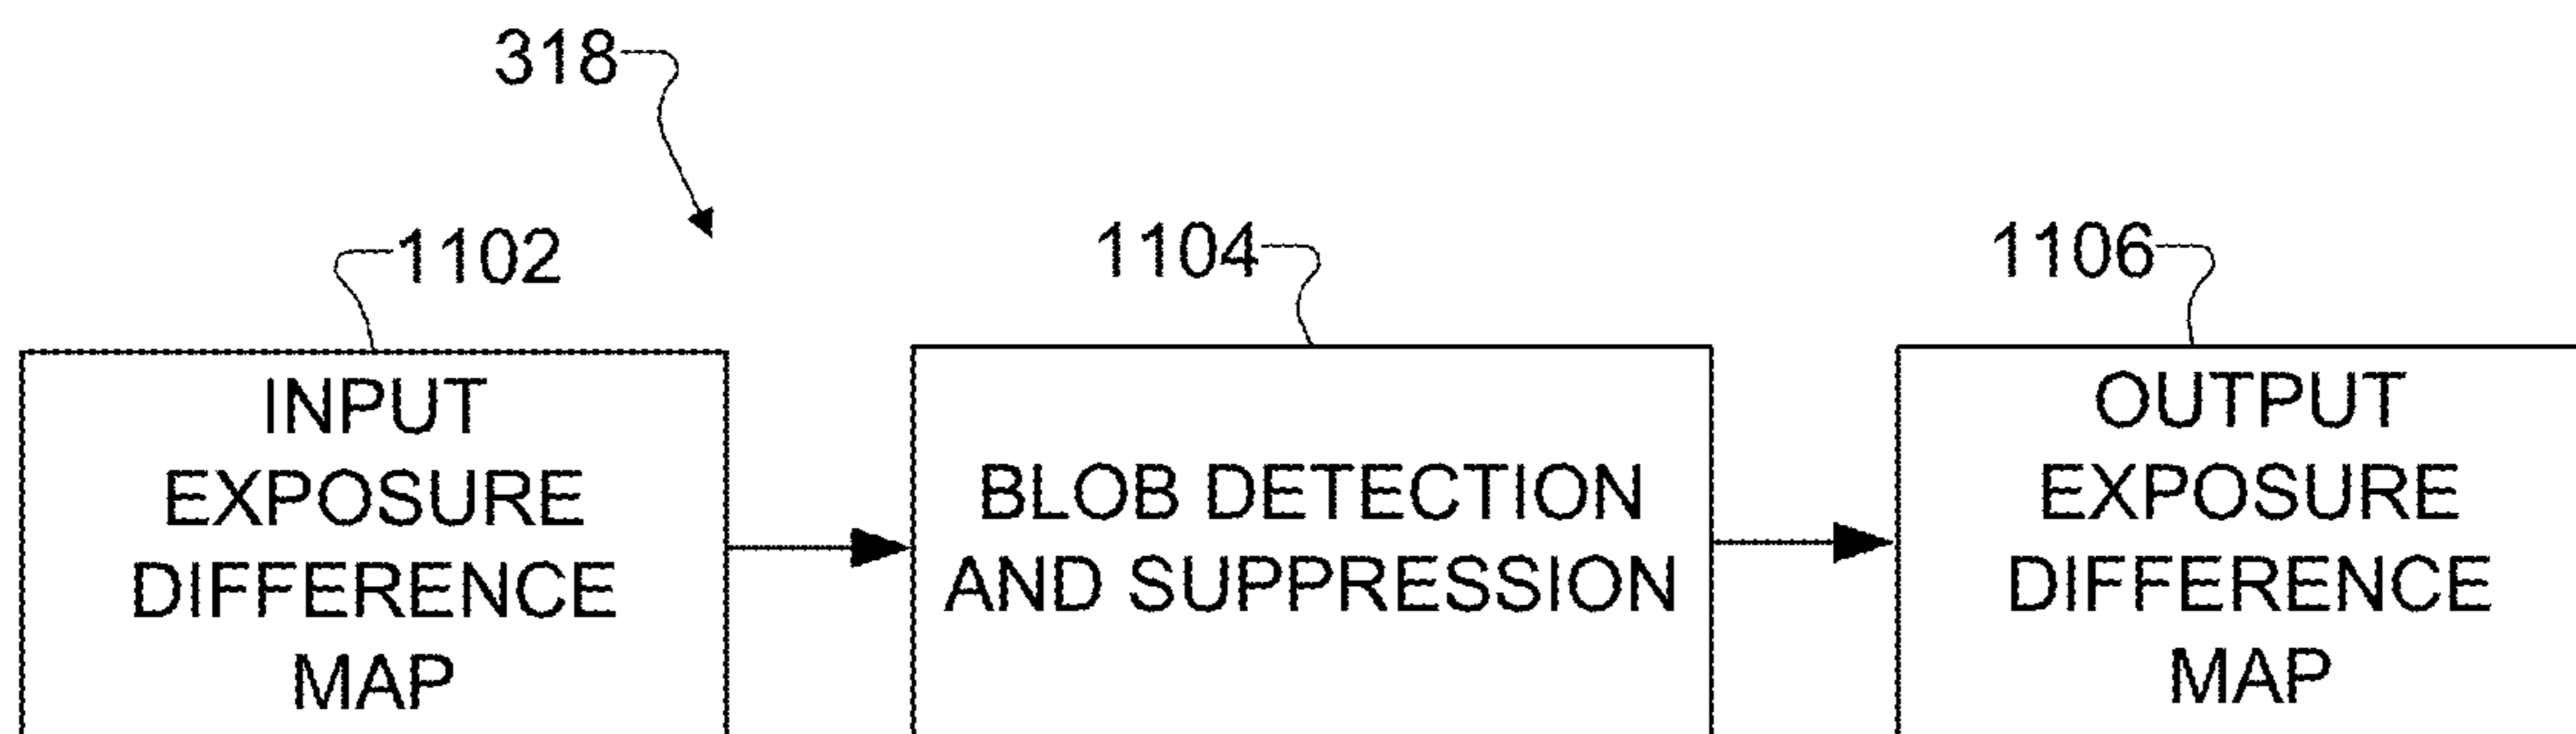 318
1102
1104
1106
INPUT
EXPOSURE
DIFFERENCE
MAP
BLOB DETECTION
AND SUPPRESSION
OUTPUT
EXPOSURE
DIFFERENCE
MAP